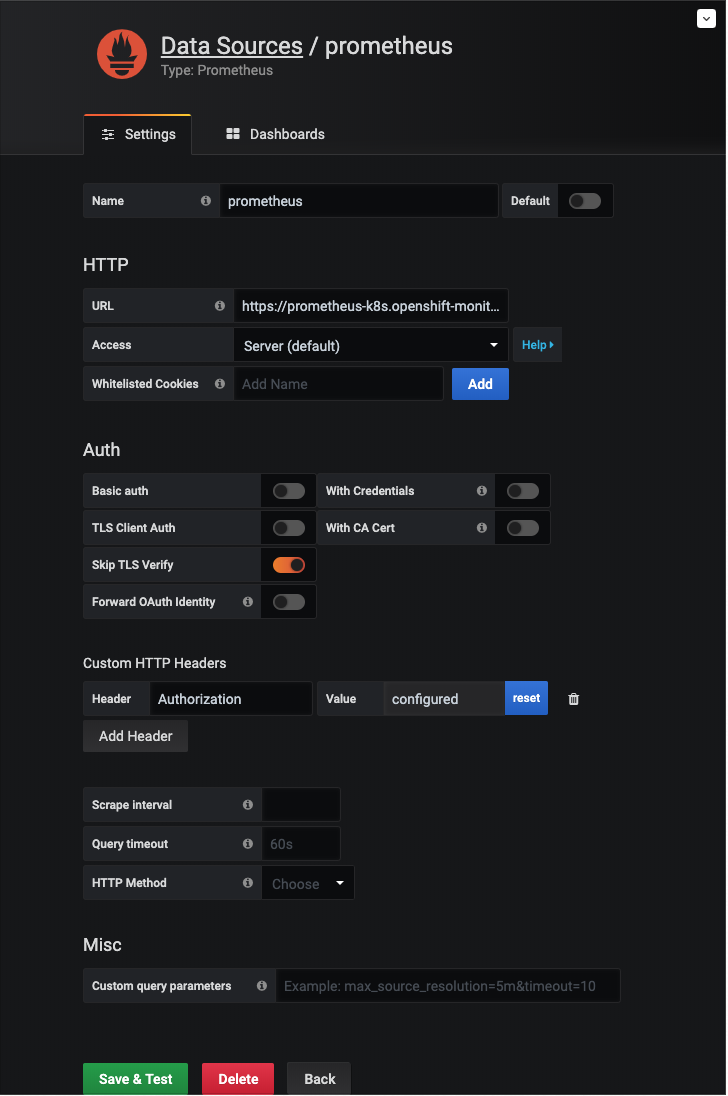 Data Sources / prometheus
Type: Prometheus
Settings
Dashboards
Name prometheus Default
HTTP
URL https://prometheus-k8s.openshift-monit...
Access Server (default) Help
Whitelisted Cookies Add Name Add
Auth
Basic auth With Credentials
TLS Client Auth With CA Cert
Skip TLS Verify
Forward OAuth Identity
Custom HTTP Headers
Header Authorization Value configured reset
Add Header
Scrape interval
Query timeout 60s
HTTP Method Choose
Misc
Custom query parameters Example: max_source_resolution=5m&timeout=10
Save & Test Delete Back